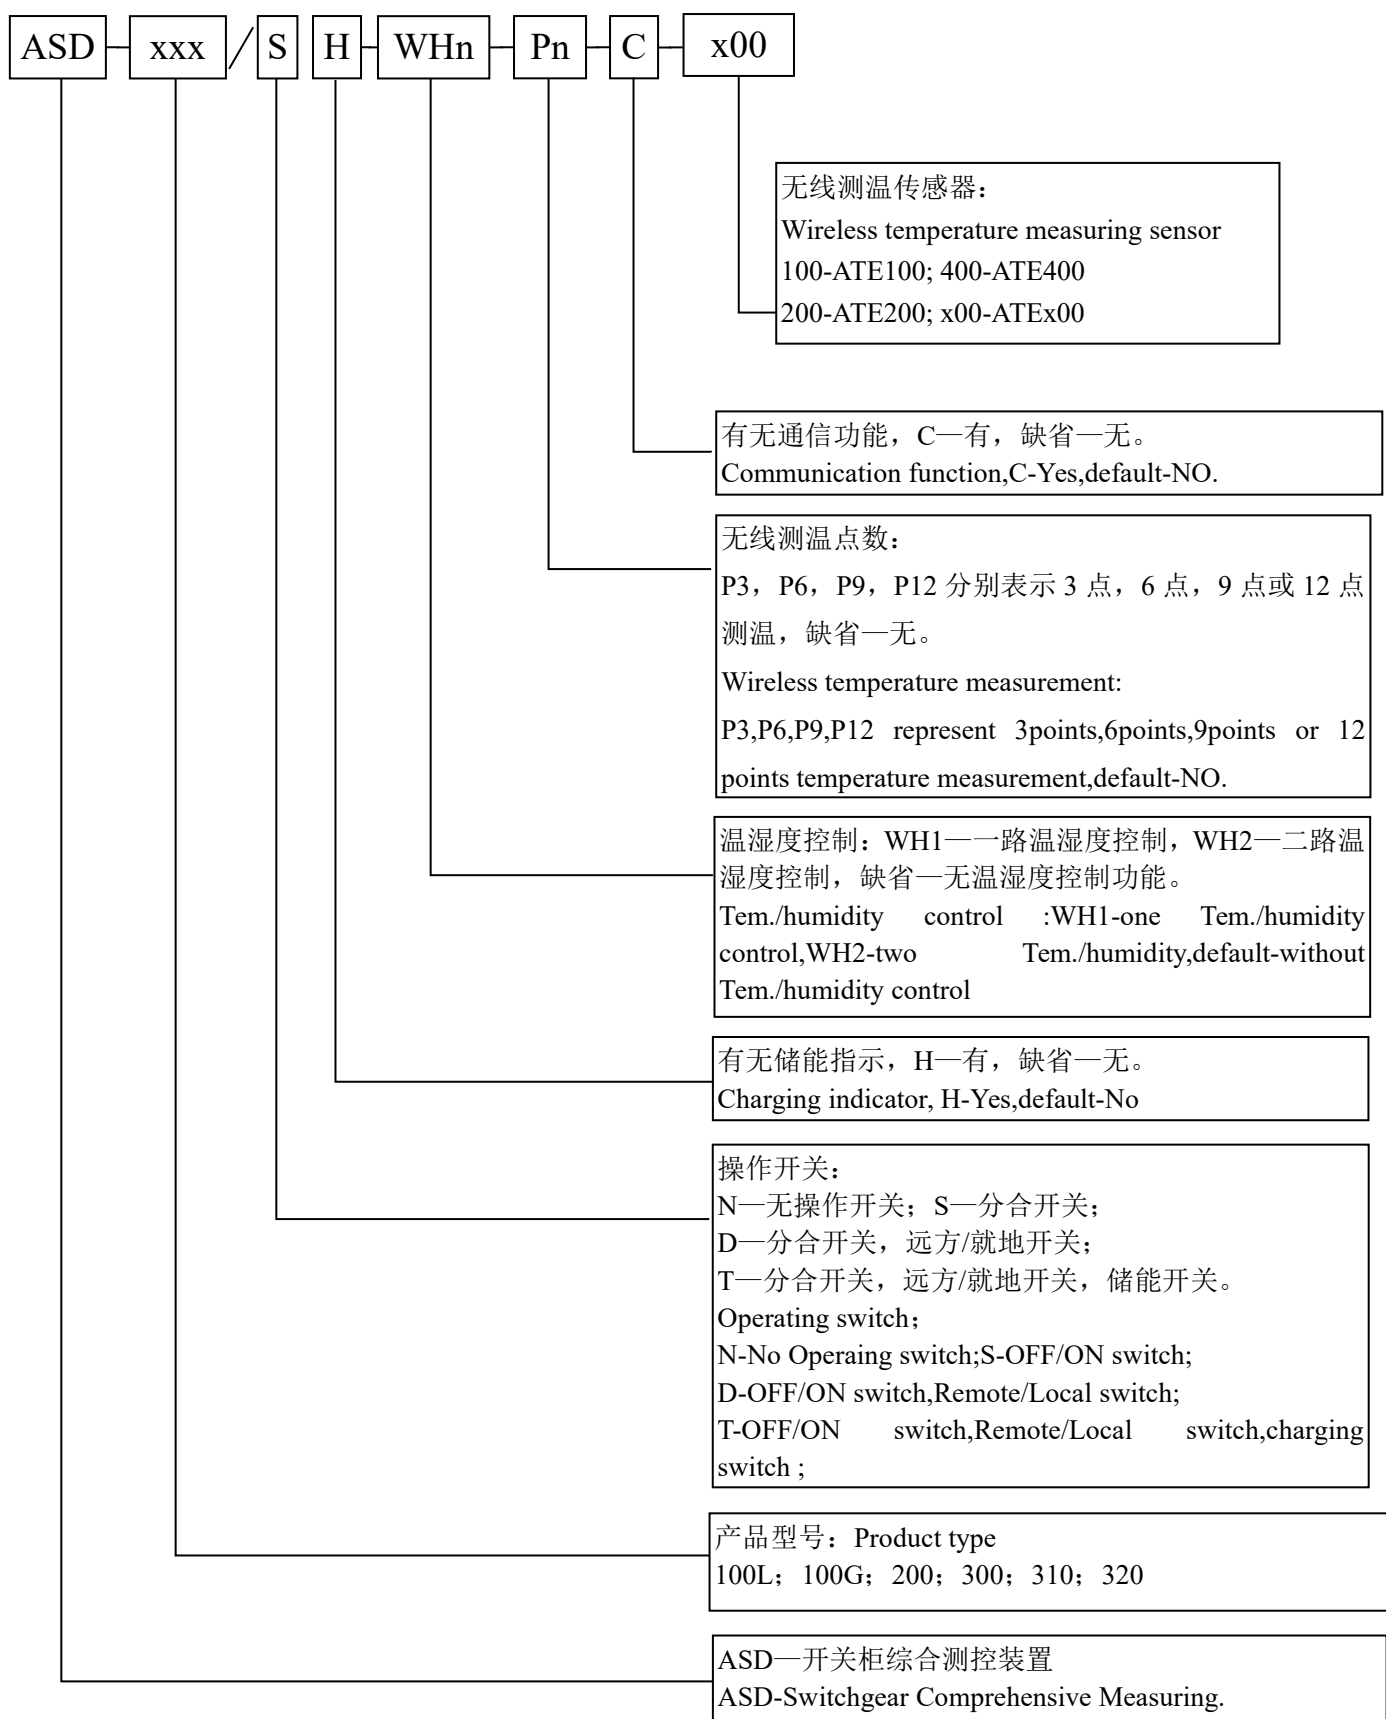 ASD xxx / S H WHn Pn C x00
无线测温传感器：
Wireless temperature measuring sensor
100-ATE100; 400-ATE400
200-ATE200; x00-ATEx00
有无通信功能，C—有，缺省—无。
Communication function,C-Yes,default-NO.
无线测温点数：
P3，P6，P9，P12 分别表示 3 点，6 点，9 点或 12 点
测温，缺省—无。
Wireless temperature measurement:
P3,P6,P9,P12 represent 3points,6points,9points or 12
points temperature measurement,default-NO.
温湿度控制：WH1—一路温湿度控制，WH2—二路温
湿度控制，缺省—无温湿度控制功能。
Tem./humidity control :WH1-one Tem./humidity
control,WH2-two Tem./humidity,default-without
Tem./humidity control
有无储能指示，H—有，缺省—无。
Charging indicator, H-Yes,default-No
操作开关：
N—无操作开关；S—分合开关；
D—分合开关，远方/就地开关；
T—分合开关，远方/就地开关，储能开关。
Operating switch；
N-No Operaing switch;S-OFF/ON switch;
D-OFF/ON switch,Remote/Local switch;
T-OFF/ON switch,Remote/Local switch,charging
switch ;
产品型号：Product type
100L；100G；200；300；310；320
ASD—开关柜综合测控装置
ASD-Switchgear Comprehensive Measuring.